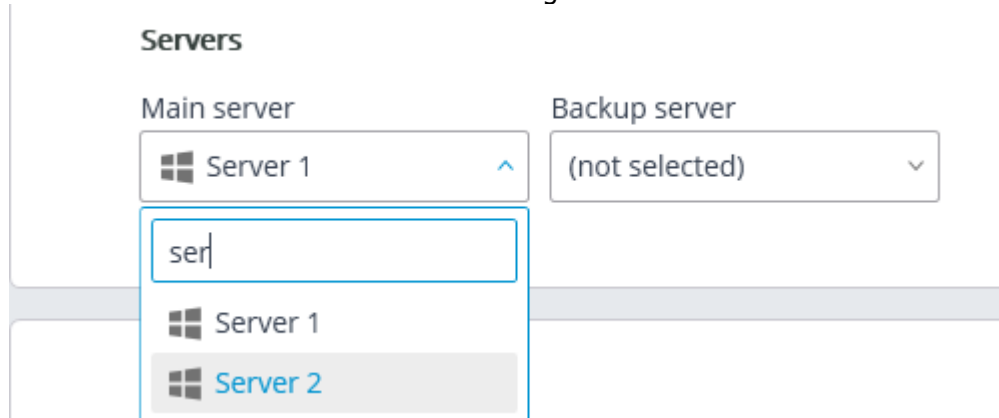 Servers
Main server
Backup server
Server 1
(not selected)
ser
Server 1
Server 2